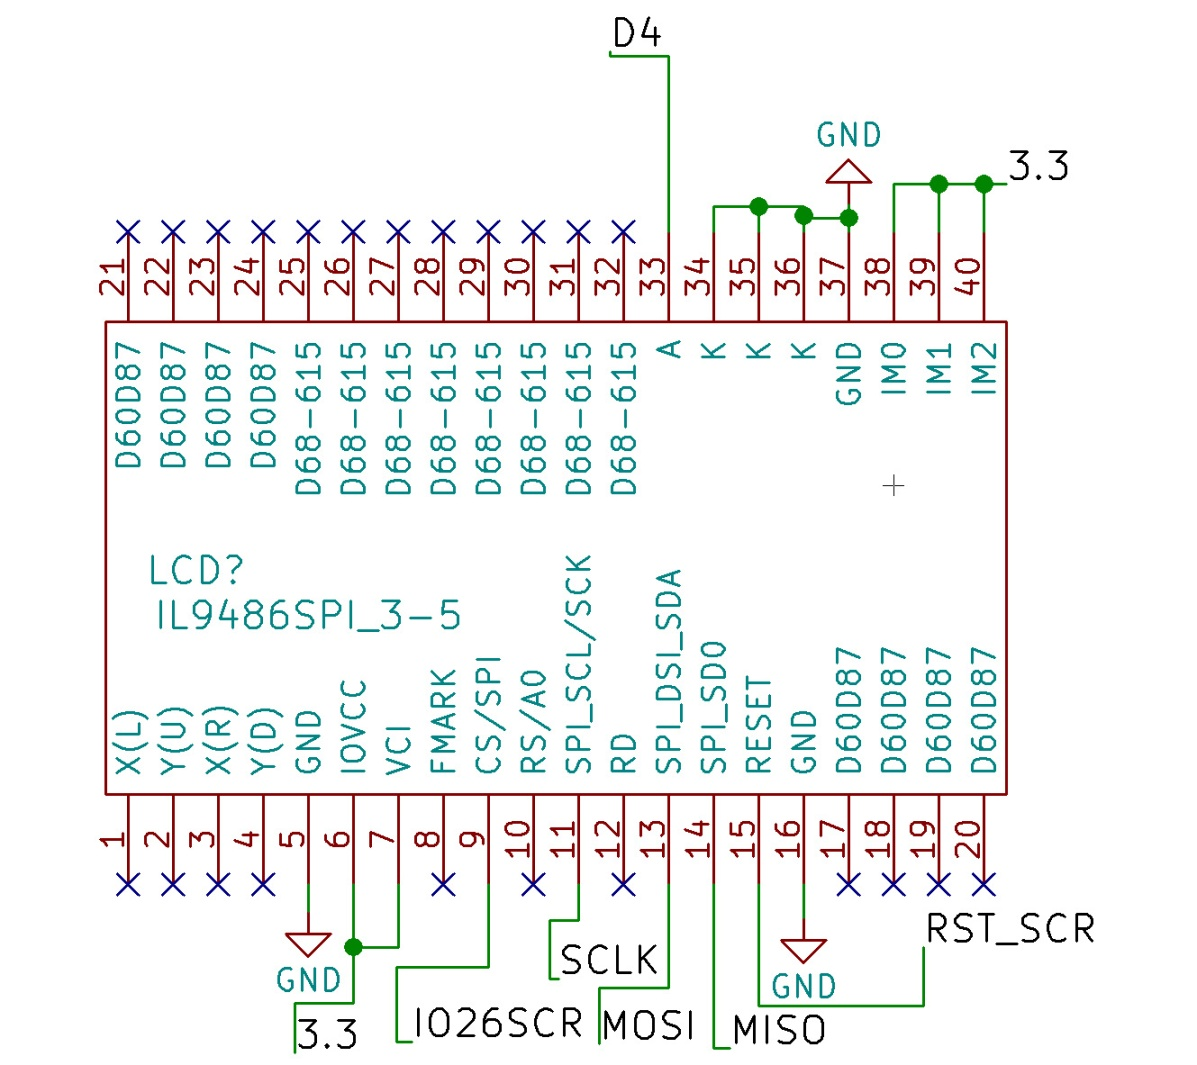 D4
GND
3.3
21 22 23 24 25 26 27 28 29 30 31 32 33 34 35 36 37 38 39 40
D60D87 D60D87 D60D87 D60D87 D68-615 D68-615 D68-615 D68-615 D68-615 D68-615 D68-615 D68-615 A K K K GND IM0 IM1 IM2
LCD?
IL9486SPI_3-5
X(L) Y(U) X(R) Y(D) GND IOVCC VCI FMARK CS/SPI RS/A0 SPI_SCL/SCK RD SPI_DSI_SDA SPI_SD0 RESET GND D60D87 D60D87 D60D87 D60D87
1 2 3 4 5 6 7 8 9 10 11 12 13 14 15 16 17 18 19 20
RST_SCR
SCLK
GND
GND
3.3
IO26SCR
MOSI
MISO